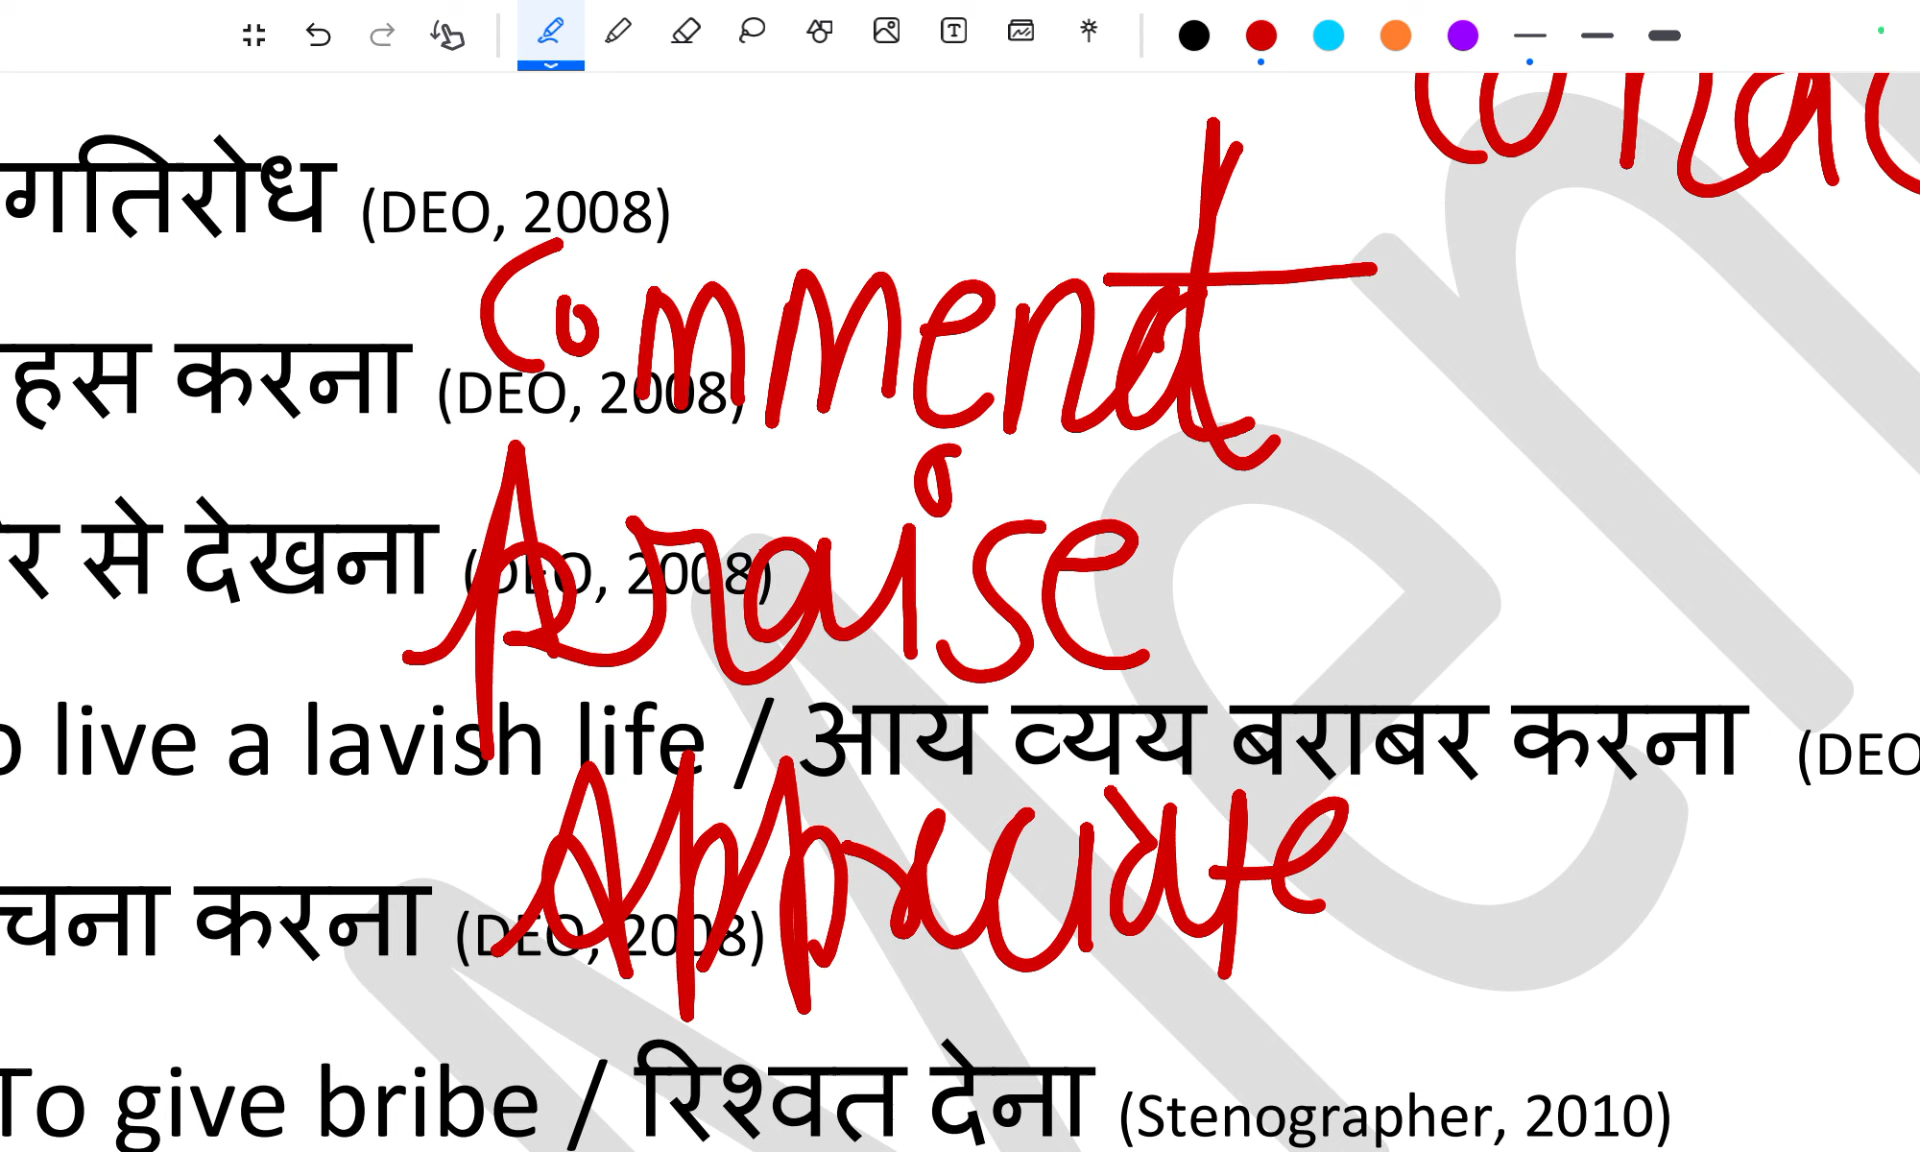 गतिरोध (DEO, 2008)
comment
हस करना (DEO, 2008)
praise
र से देखना (DEO, 2008)
o live a lavish life / आय व्यय बराबर करना (DEO
Appreciate
चना करना (DEO, 2008)
To give bribe / रिश्वत देना (Stenographer, 2010)